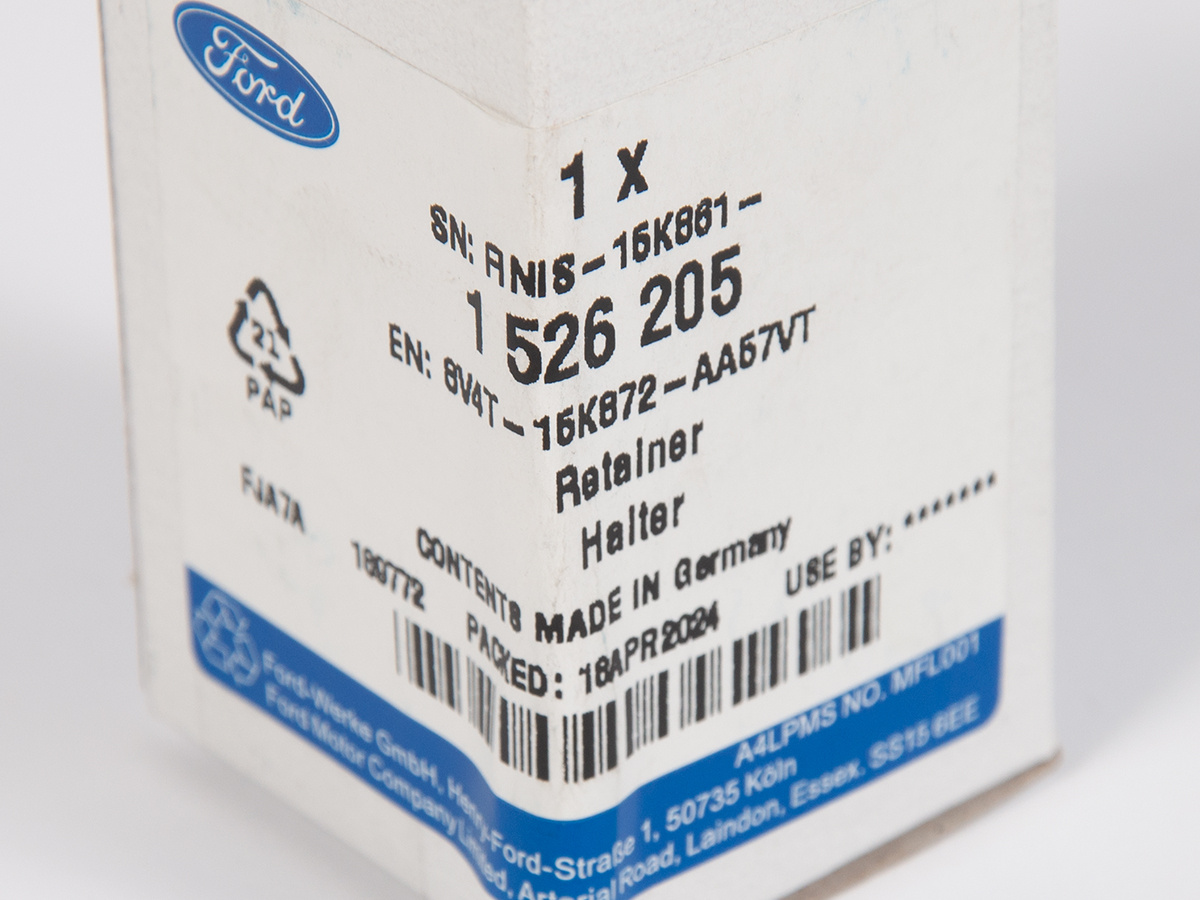 Ford
1 X
SN: ANIS-15K861-
1 526 205
EN: 8V4T-15K872-AA57VT
Retainer
Halter
21
PAP
FJA7A
169772
CONTENTS MADE IN Germany
PACKED: 16APR2024
USE BY: *******
A4LPMS NO. MFL001
Ford-Werke GmbH, Henry-Ford-Straße 1, 50735 Köln
Ford Motor Company Limited, Arterial Road, Laindon, Essex. SS15 6EE